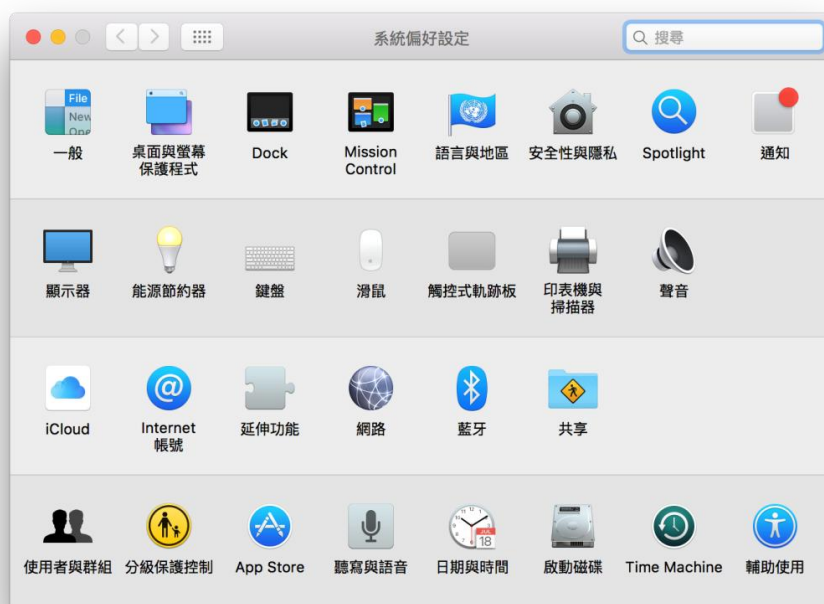 系統偏好設定
搜尋
File
New
一般
桌面與螢幕
保護程式
Dock
Mission
Control
語言與地區
安全性與隱私
Spotlight
通知
顯示器
能源節約器
鍵盤
滑鼠
觸控式軌跡板
印表機與
掃描器
聲音
iCloud
@
Internet
帳號
延伸功能
網路
藍牙
共享
使用者與群組
分級保護控制
App Store
聽寫與語音
JUL
18
日期與時間
啟動磁碟
Time Machine
輔助使用